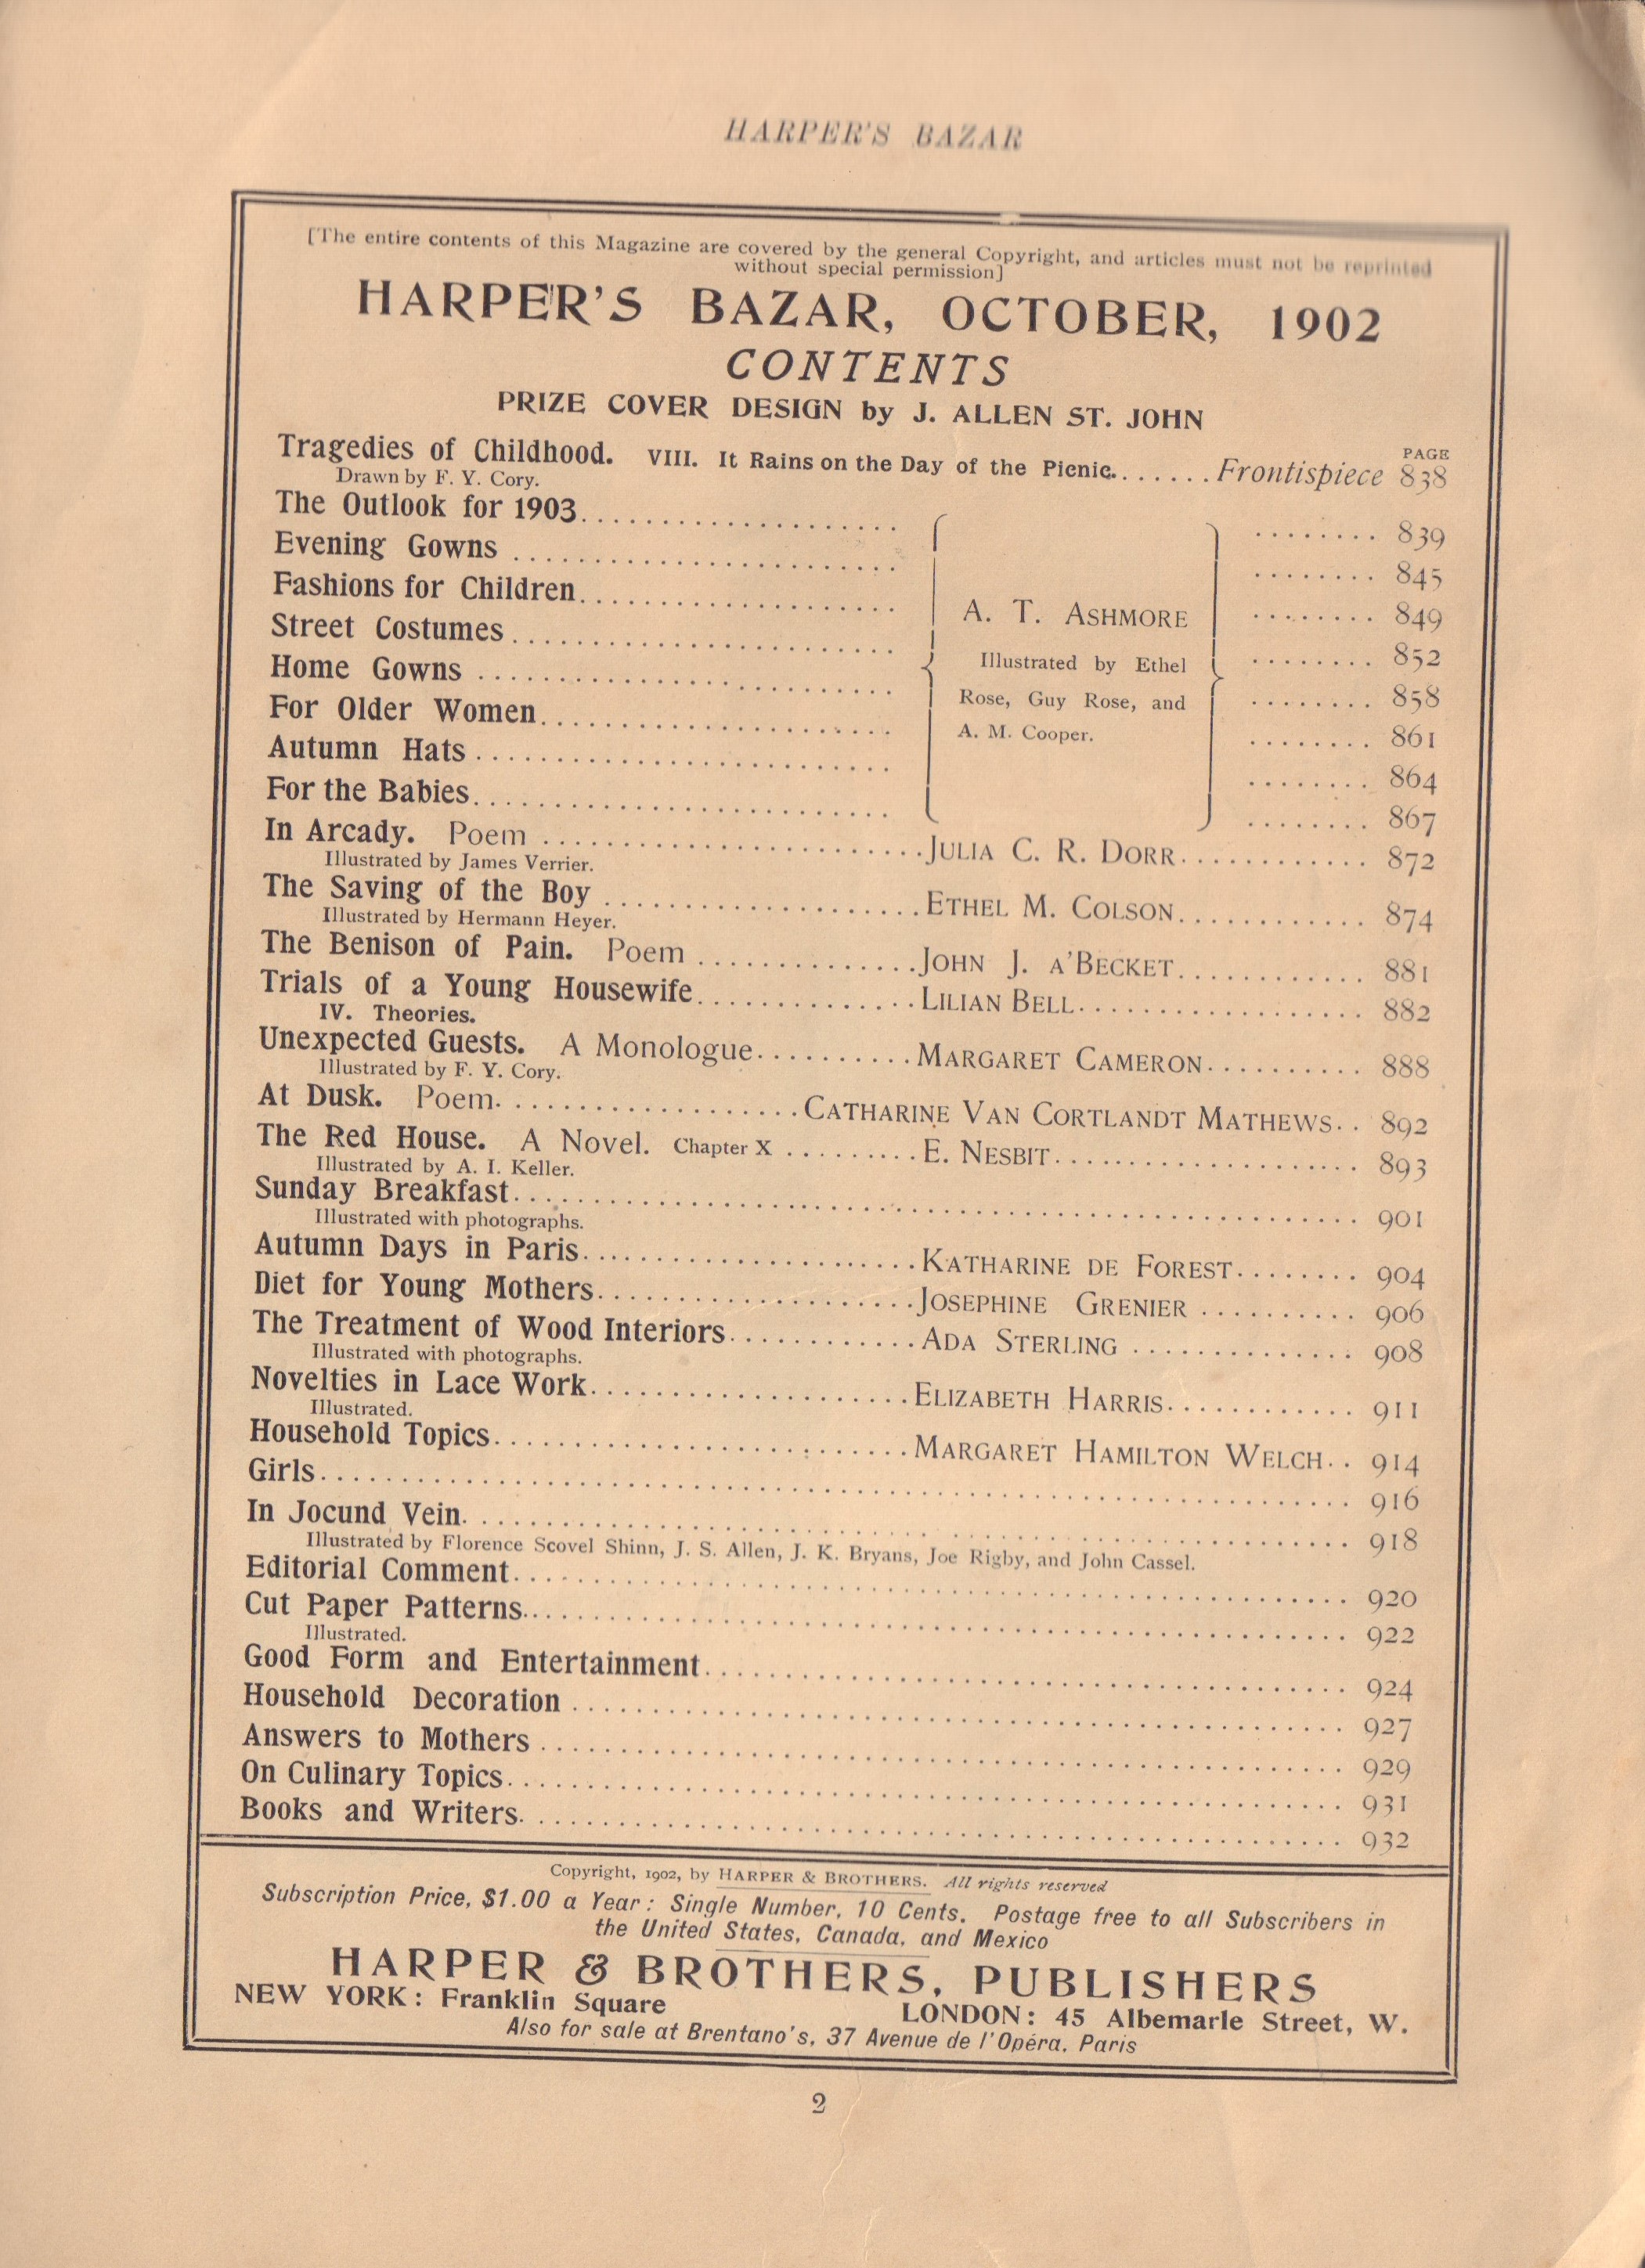 HARPER'S BAZAR
[The entire contents of this Magazine are covered by the general Copyright, and articles must not be reprinted
without special permission]
HARPER'S BAZAR, OCTOBER, 1902
CONTENTS
PRIZE COVER DESIGN by J. ALLEN ST. JOHN
PAGE
Tragedies of Childhood. VIII. It Rains on the Day of the Picnic. ...... Frontispiece 838
Drawn by F. Y. Cory.
The Outlook for 1903 .................... ........ 839
Evening Gowns ........................ ........ 845
Fashions for Children .................... A. T. ASHMORE ........ 849
Street Costumes ........................ ........ 852
Home Gowns .......................... Illustrated by Ethel ........ 858
For Older Women ...................... Rose, Guy Rose, and ........ 861
Autumn Hats .......................... A. M. Cooper. ........ 864
For the Babies .......................... ........ 867
In Arcady. Poem ........................ JULIA C. R. DORR ............ 872
Illustrated by James Verrier.
The Saving of the Boy .................... ETHEL M. COLSON ............ 874
Illustrated by Hermann Heyer.
The Benison of Pain. Poem .............. JOHN J. A'BECKET ............ 881
Trials of a Young Housewife .............. LILIAN BELL .................. 882
IV. Theories.
Unexpected Guests. A Monologue .......... MARGARET CAMERON .......... 888
Illustrated by F. Y. Cory.
At Dusk. Poem .................... CATHARINE VAN CORTLANDT MATHEWS .. 892
The Red House. A Novel. Chapter X ......... E. NESBIT .................... 893
Illustrated by A. I. Keller.
Sunday Breakfast ...................................................... 901
Illustrated with photographs.
Autumn Days in Paris ...................... KATHARINE DE FOREST ........ 904
Diet for Young Mothers .................... JOSEPHINE GRENIER .......... 906
The Treatment of Wood Interiors ............ ADA STERLING .............. 908
Illustrated with photographs.
Novelties in Lace Work .................... ELIZABETH HARRIS ............ 911
Illustrated.
Household Topics .......................... MARGARET HAMILTON WELCH .. 914
Girls .................................................................. 916
In Jocund Vein ........................................................ 918
Illustrated by Florence Scovel Shinn, J. S. Allen, J. K. Bryans, Joe Rigby, and John Cassel.
Editorial Comment .................................................... 920
Cut Paper Patterns .................................................... 922
Illustrated.
Good Form and Entertainment ........................................ 924
Household Decoration ................................................ 927
Answers to Mothers .................................................. 929
On Culinary Topics .................................................... 931
Books and Writers .................................................... 932
Copyright, 1902, by HARPER & BROTHERS. All rights reserved
Subscription Price, $1.00 a Year: Single Number, 10 Cents. Postage free to all Subscribers in
the United States, Canada, and Mexico
HARPER & BROTHERS, PUBLISHERS
NEW YORK: Franklin Square LONDON: 45 Albemarle Street, W.
Also for sale at Brentano's, 37 Avenue de l'Opéra, Paris
2